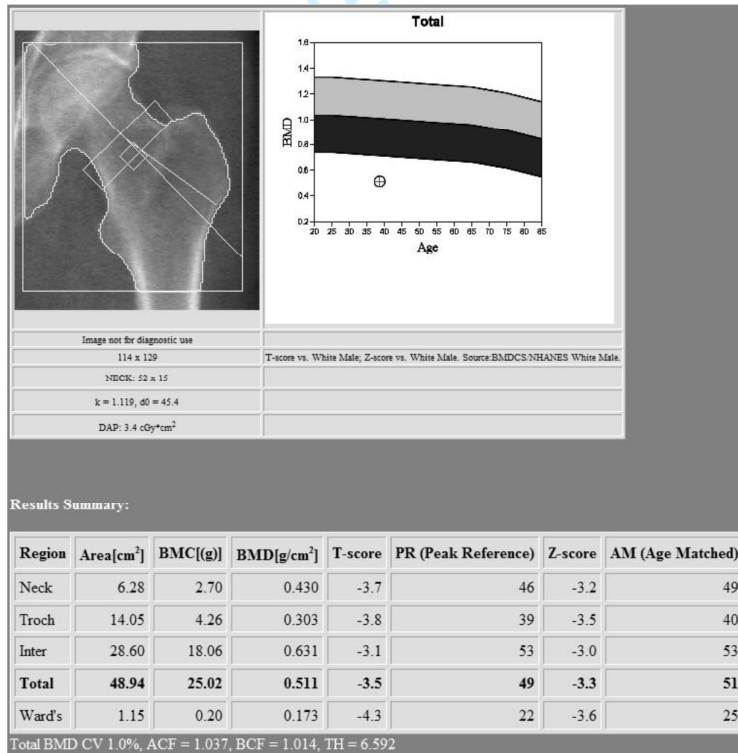 Total
1.6
1.4
1.2
1.0
0.8
0.6
0.4
0.2
BMD
20 25 30 35 40 45 50 55 60 65 70 75 80 85
Age
Image not for diagnostic use
114 x 129
T-score vs. White Male; Z-score vs. White Male. Source:BMDCS/NHANES White Male.
NECK: 52 x 15
k = 1.119, d0 = 45.4
DAP: 3.4 cGy*cm²
Results Summary:
Region Area[cm²] BMC[(g)] BMD[g/cm²] T-score PR (Peak Reference) Z-score AM (Age Matched)
Neck 6.28 2.70 0.430 -3.7 46 -3.2 49
Troch 14.05 4.26 0.303 -3.8 39 -3.5 40
Inter 28.60 18.06 0.631 -3.1 53 -3.0 53
Total 48.94 25.02 0.511 -3.5 49 -3.3 51
Ward's 1.15 0.20 0.173 -4.3 22 -3.6 25
Total BMD CV 1.0%, ACF = 1.037, BCF = 1.014, TH = 6.592